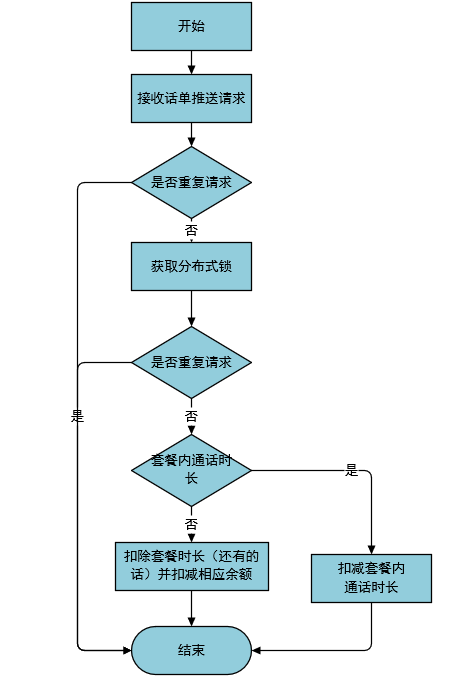 开始
接收话单推送请求
是否重复请求
否
获取分布式锁
是否重复请求
是
否
套餐内通话时
长
是
否
扣除套餐时长（还有的
话）并扣减相应余额
扣减套餐内
通话时长
结束